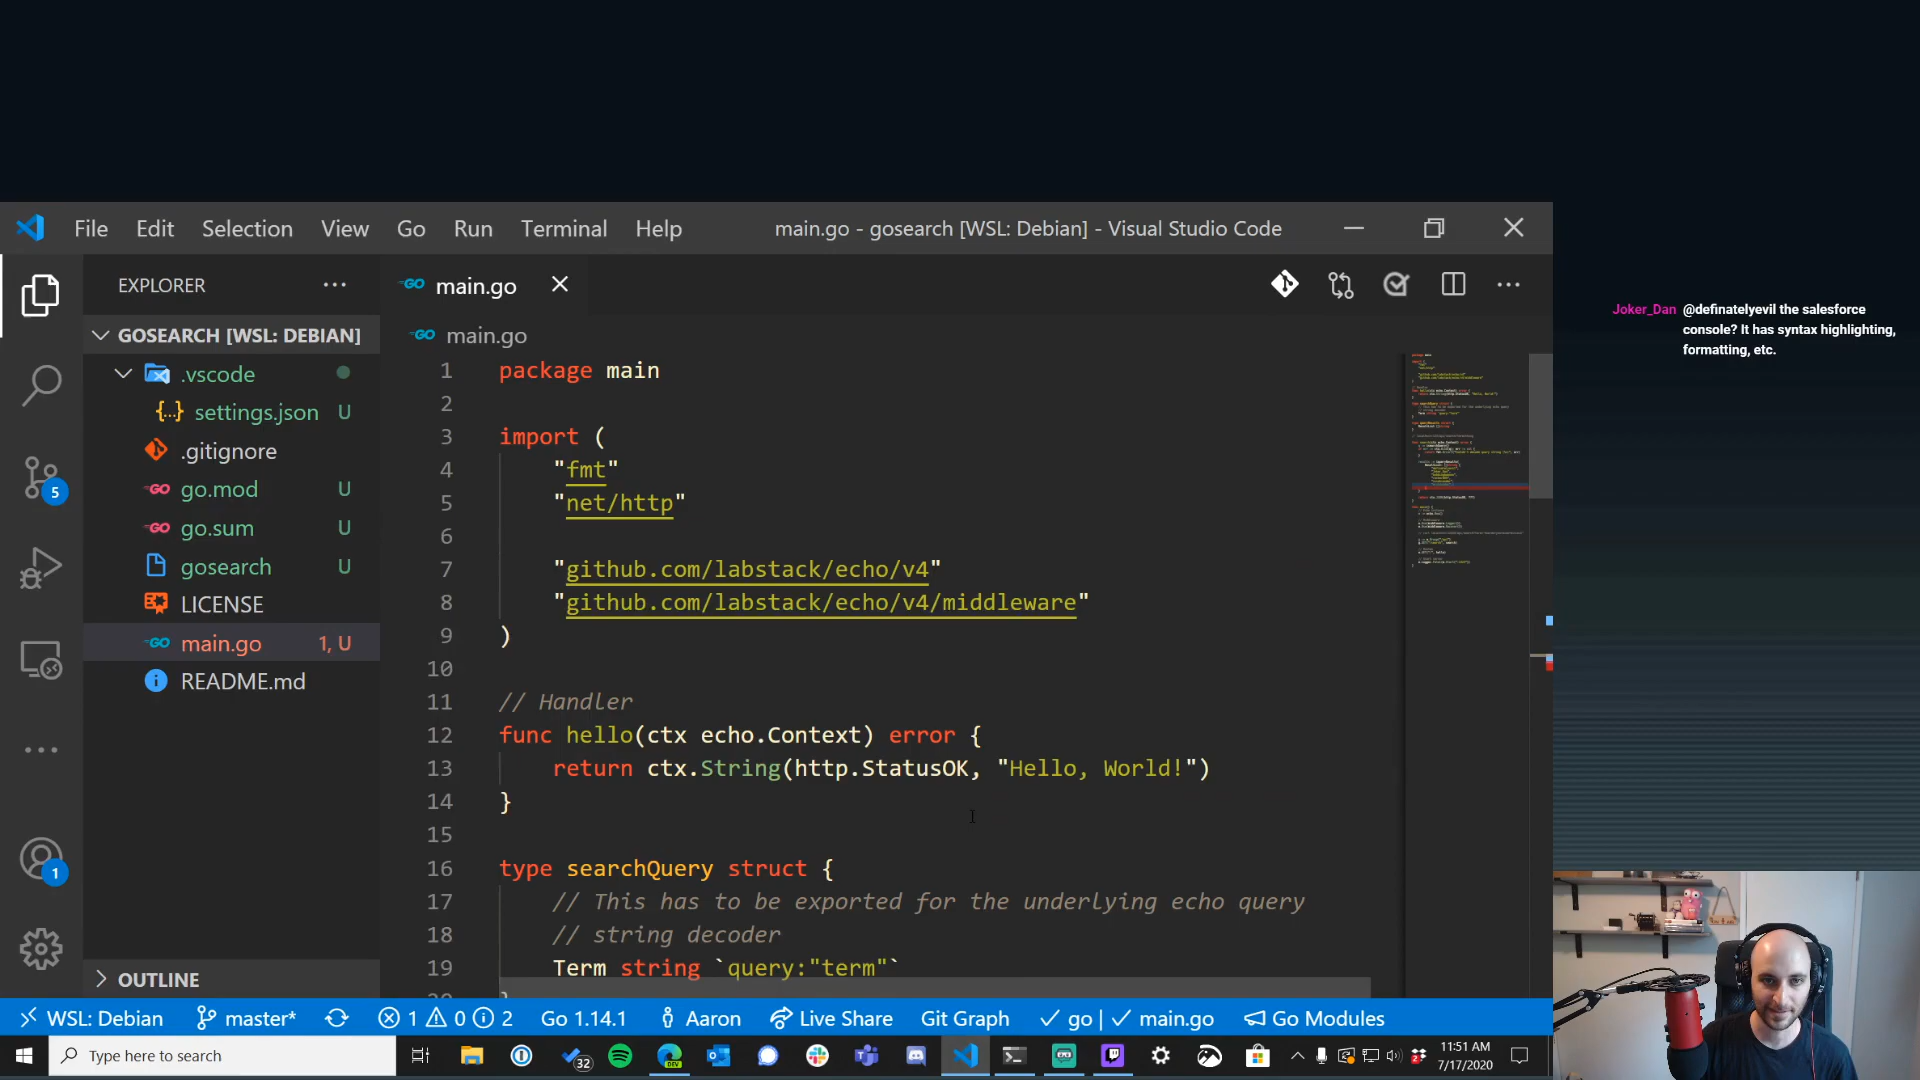 File Edit Selection View Go Run Terminal Help main.go - gosearch [WSL: Debian] - Visual Studio Code
EXPLORER
main.go
GOSEARCH [WSL: DEBIAN]
main.go
.vscode
settings.json U
.gitignore
go.mod U
go.sum U
gosearch U
LICENSE
main.go 1, U
README.md
OUTLINE
5
1
1 package main
2
3 import (
4 "fmt"
5 "net/http"
6
7 "github.com/labstack/echo/v4"
8 "github.com/labstack/echo/v4/middleware"
9 )
10
11 // Handler
12 func hello(ctx echo.Context) error {
13 return ctx.String(http.StatusOK, "Hello, World!")
14 }
15
16 type searchQuery struct {
17 // This has to be exported for the underlying echo query
18 // string decoder
19 Term string `query:"term"`
Joker_Dan @definatelyevil the salesforce
console? It has syntax highlighting,
formatting, etc.
WSL: Debian master* 1 0 2 Go 1.14.1 Aaron Live Share Git Graph ✓ go | ✓ main.go Go Modules
Type here to search
32
11:51 AM
7/17/2020